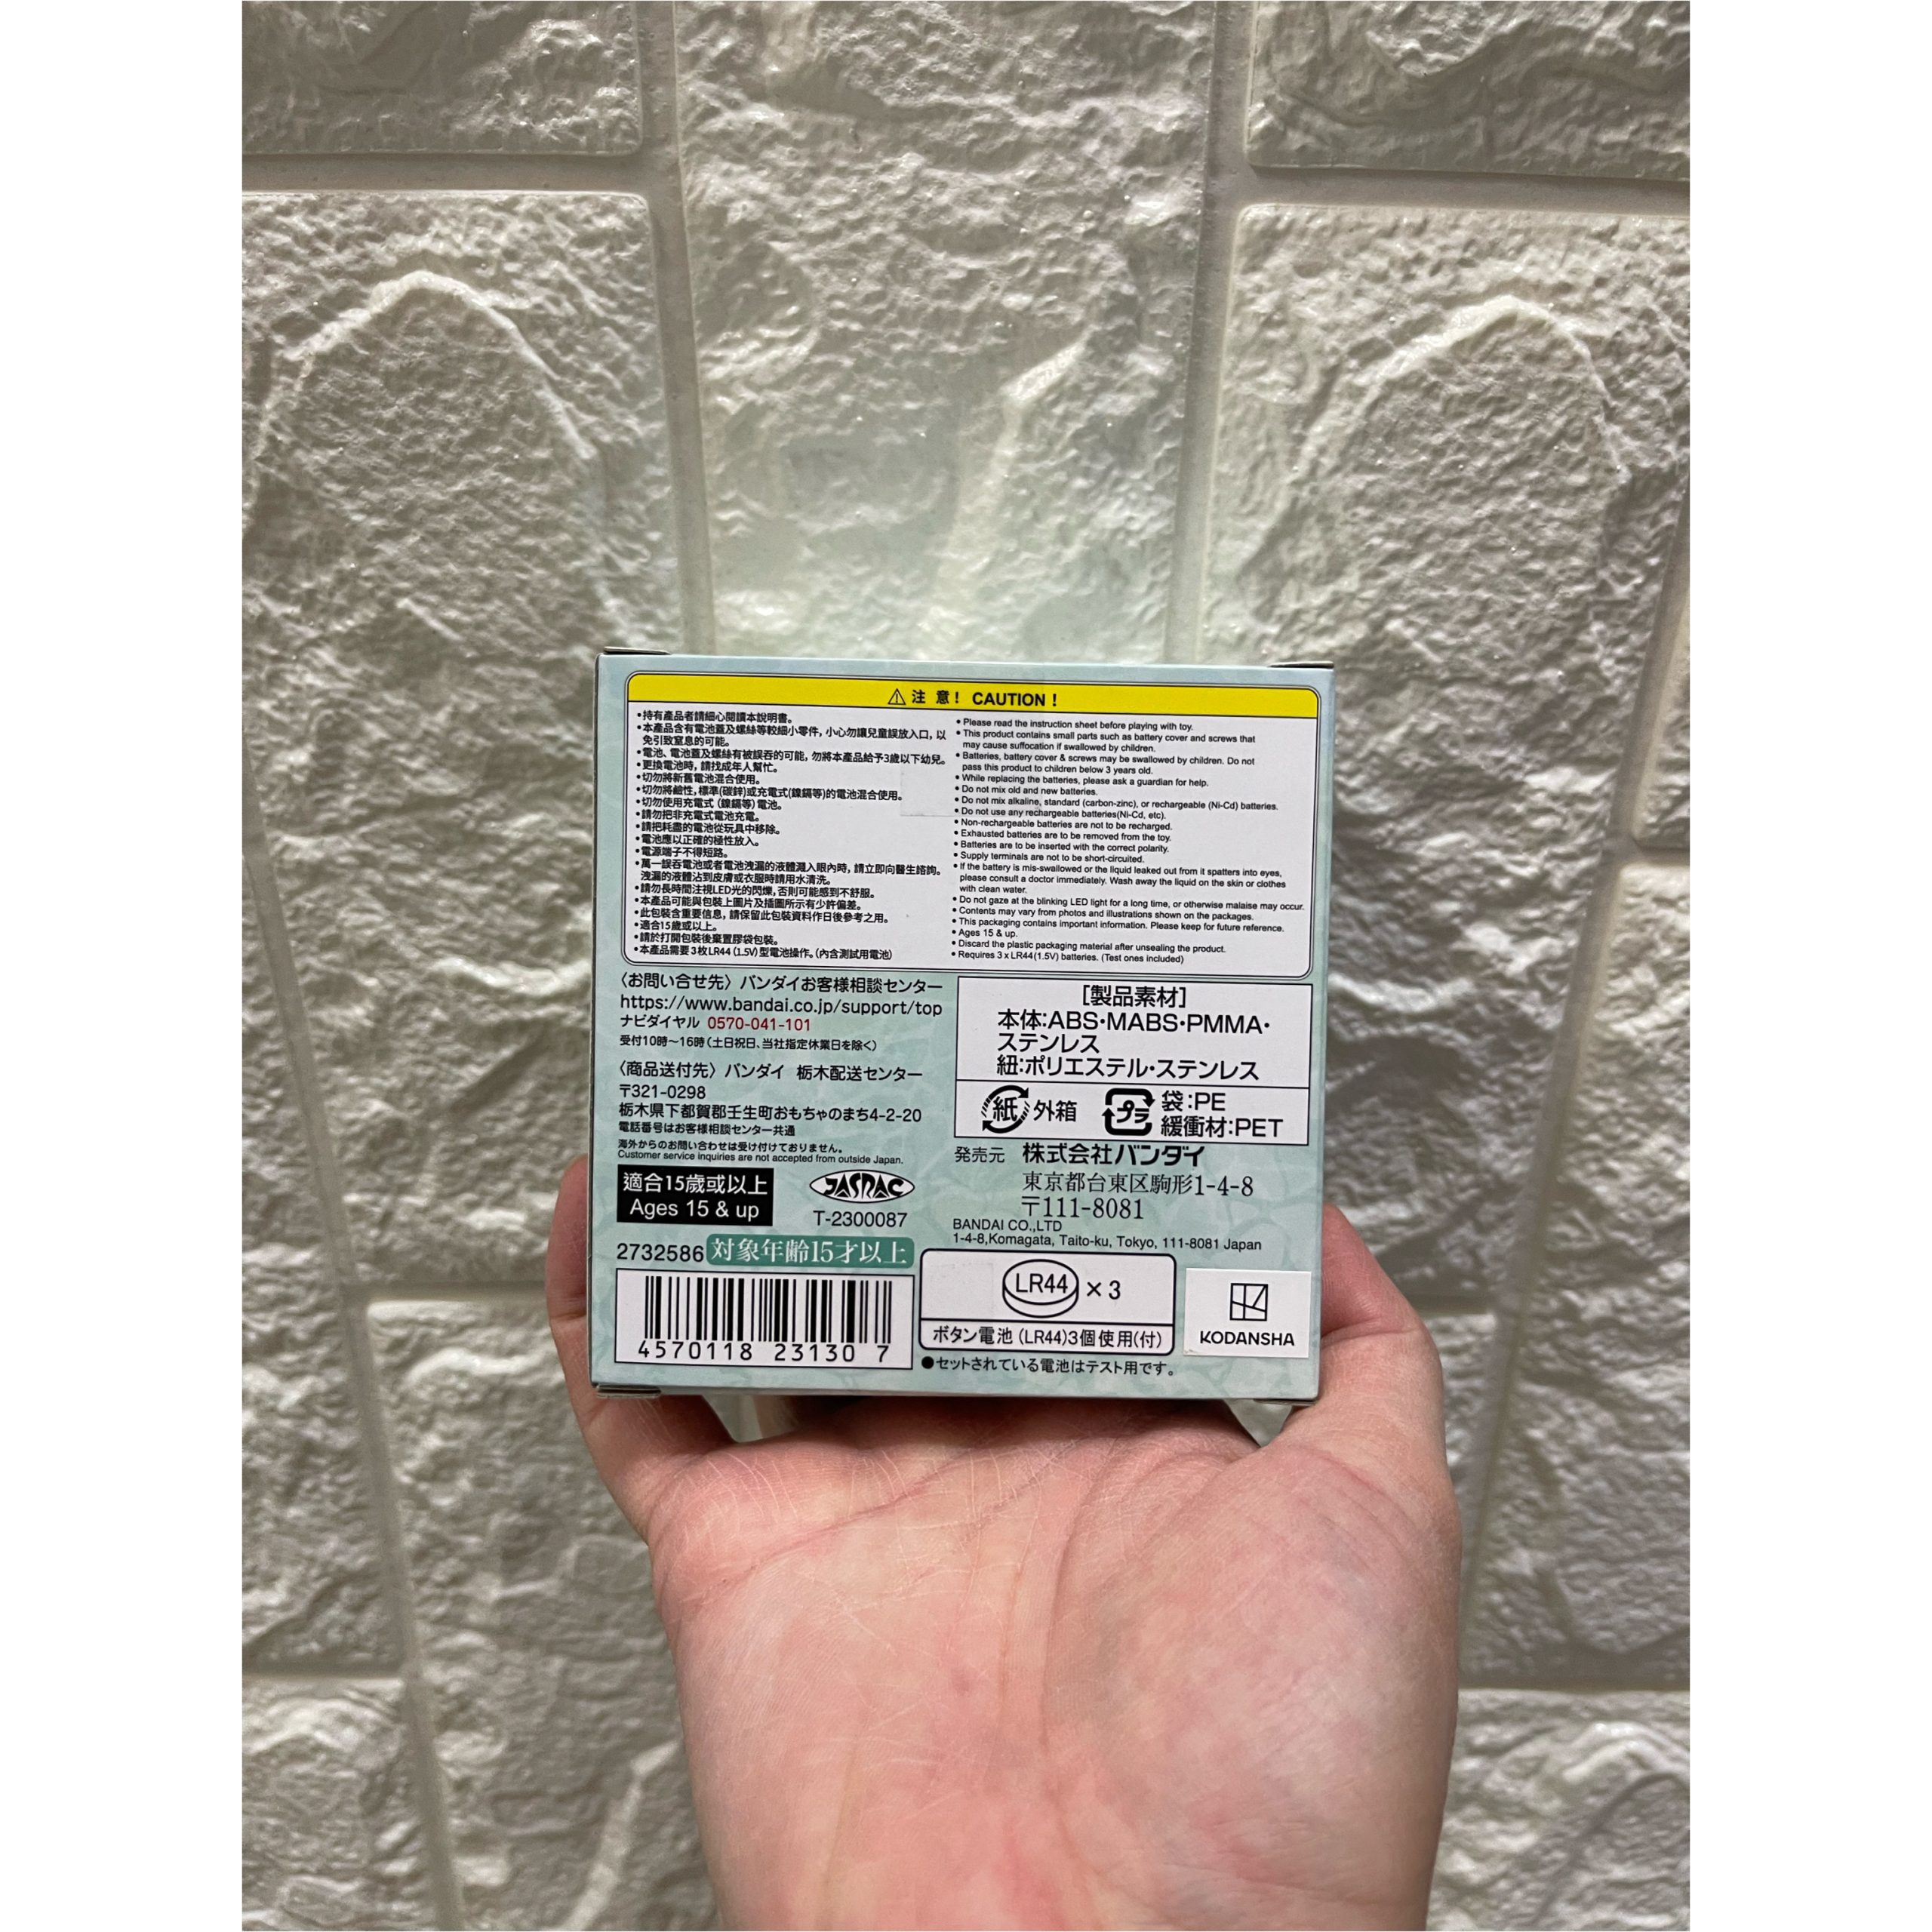 ⚠注 意！ CAUTION！
•持有產品者請細心閱讀本說明書。
•本產品含有電池蓋及螺絲等較細小零件，小心勿讓兒童誤放入口，以
免引致窒息的可能。
•電池、電池蓋及螺絲有被誤吞的可能，勿將本產品給予3歲以下幼兒。
•更換電池時，請找成年人幫忙。
•切勿將新舊電池混合使用。
•切勿將鹼性，標準(碳鋅)或充電式(鎳鎘等)的電池混合使用。
•切勿使用充電式（鎳鎘等）電池。
•請勿把非充電式電池充電。
•請把耗盡的電池從玩具中移除。
•電池應以正確的極性放入。
•電源端子不得短路。
•萬一誤吞電池或者電池洩漏的液體濺入眼內時，請立即向醫生諮詢。
洩漏的液體沾到皮膚或衣服時請用水清洗。
•請勿長時間注視LED光的閃爍，否則可能感到不舒服。
•本產品可能與包裝上圖片及插圖所示有少許偏差。
•此包裝含重要信息，請保留此包裝資料作日後參考之用。
•適合15歲或以上。
•請於打開包裝後棄置膠袋包裝。
•本產品需要3枚LR44（1.5V）型電池操作。（內含測試用電池）
• Please read the instruction sheet before playing with toy.
• This product contains small parts such as battery cover and screws that
may cause suffocation if swallowed by children.
• Batteries, battery cover & screws may be swallowed by children. Do not
pass this product to children below 3 years old.
• While replacing the batteries, please ask a guardian for help.
• Do not mix old and new batteries.
• Do not mix alkaline, standard (carbon-zinc), or rechargeable (Ni-Cd) batteries.
• Do not use any rechargeable batteries(Ni-Cd, etc).
• Non-rechargeable batteries are not to be recharged.
• Exhausted batteries are to be removed from the toy.
• Batteries are to be inserted with the correct polarity.
• Supply terminals are not to be short-circuited.
• If the battery is mis-swallowed or the liquid leaked out from it spatters into eyes,
please consult a doctor immediately. Wash away the liquid on the skin or clothes
with clean water.
• Do not gaze at the blinking LED light for a long time, or otherwise malaise may occur.
• Contents may vary from photos and illustrations shown on the packages.
• This packaging contains important information. Please keep for future reference.
• Ages 15 & up.
• Discard the plastic packaging material after unsealing the product.
• Requires 3 x LR44(1.5V) batteries. (Test ones included)
〈お問い合せ先〉バンダイお客様相談センター
https://www.bandai.co.jp/support/top
ナビダイヤル 0570-041-101
受付10時〜16時（土日祝日、当社指定休業日を除く）
〈商品送付先〉バンダイ 栃木配送センター
〒321-0298
栃木県下都賀郡壬生町おもちゃのまち4-2-20
電話番号はお客様相談センター共通
海外からのお問い合わせは受け付けておりません。
Customer service inquiries are not accepted from outside Japan.
適合15歲或以上
Ages 15 & up
JASRAC
T-2300087
2732586 対象年齢15才以上
4570118 23130 7
［製品素材］
本体：ABS・MABS・PMMA・
ステンレス
紐：ポリエステル・ステンレス
紙 外箱
プラ 袋：PE
緩衝材：PET
発売元 株式会社バンダイ
東京都台東区駒形1-4-8
〒111-8081
BANDAI CO.,LTD
1-4-8,Komagata, Taito-ku, Tokyo, 111-8081 Japan
LR44 ×3
ボタン電池（LR44)3個使用(付)
●セットされている電池はテスト用です。
KODANSHA